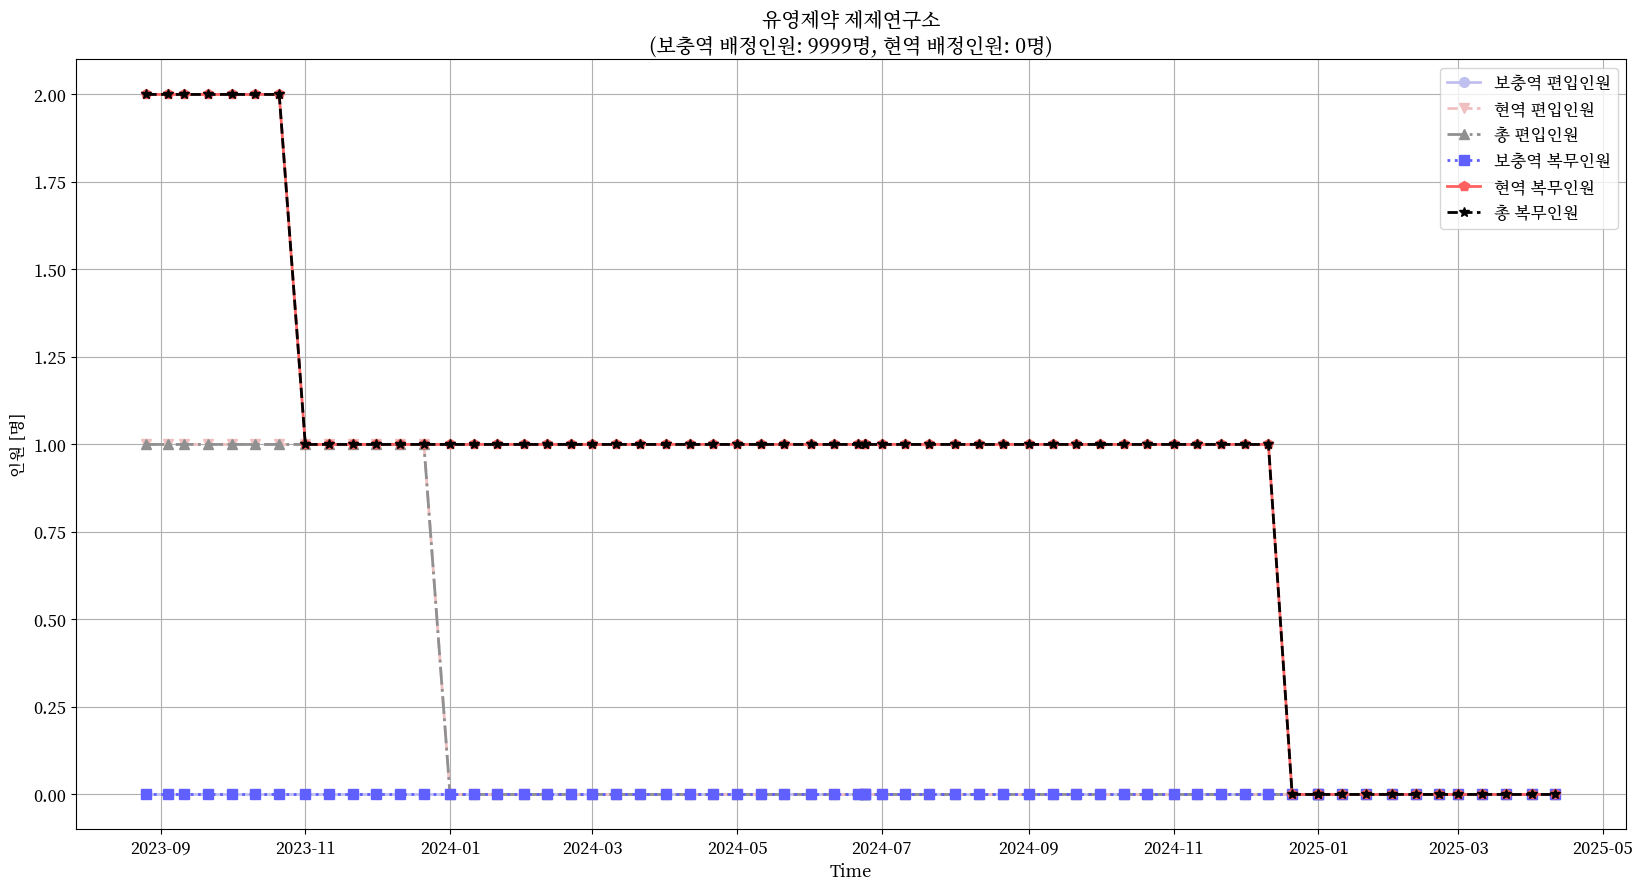 유영제약 제제연구소
(보충역 배정인원: 9999명, 현역 배정인원: 0명)
보충역 편입인원
현역 편입인원
총 편입인원
보충역 복무인원
현역 복무인원
총 복무인원
인원 [명]
2.00
1.75
1.50
1.25
1.00
0.75
0.50
0.25
0.00
2023-09
2023-11
2024-01
2024-03
2024-05
2024-07
2024-09
2024-11
2025-01
2025-03
2025-05
Time